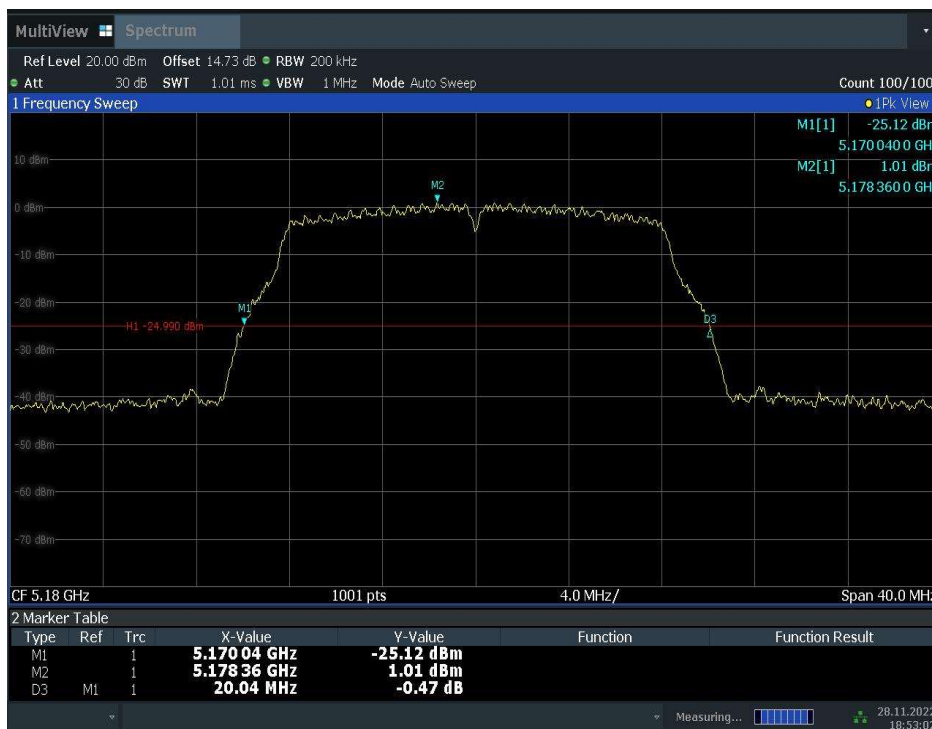 MultiView Spectrum
Ref Level 20.00 dBm Offset 14.73 dB RBW 200 kHz
Att 30 dB SWT 1.01 ms VBW 1 MHz Mode Auto Sweep Count 100/100
1 Frequency Sweep 1Pk View
M1[1] -25.12 dBm
5.1700400 GH
M2[1] 1.01 dBm
5.1783600 GH
10 dBm
M2
0 dBm
-10 dBm
-20 dBm
M1
D3
H1 -24.990 dBm
-30 dBm
-40 dBm
-50 dBm
-60 dBm
-70 dBm
CF 5.18 GHz 1001 pts 4.0 MHz/ Span 40.0 MHz
2 Marker Table
Type Ref Trc X-Value Y-Value Function Function Result
M1 1 5.170 04 GHz -25.12 dBm
M2 1 5.178 36 GHz 1.01 dBm
D3 M1 1 20.04 MHz -0.47 dB
Measuring... 28.11.2022
18:53:02